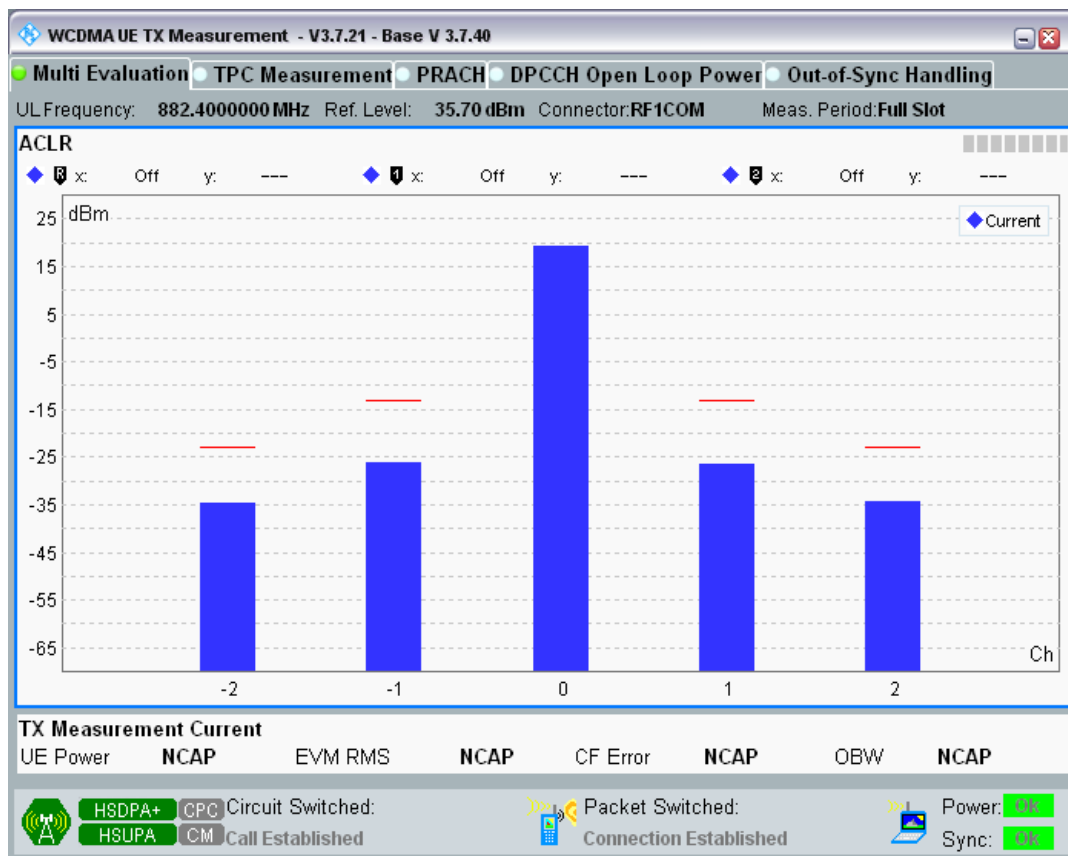 WCDMA UE TX Measurement - V3.7.21 - Base V 3.7.40
Multi Evaluation TPC Measurement PRACH DPCCH Open Loop Power Out-of-Sync Handling
UL Frequency: 882.4000000 MHz Ref. Level: 35.70 dBm Connector:RF1COM Meas. Period:Full Slot
ACLR
R x: Off y: --- 1 x: Off y: --- 2 x: Off y: ---
dBm
Current
25
15
5
-5
-15
-25
-35
-45
-55
-65
Ch
-2 -1 0 1 2
TX Measurement Current
UE Power NCAP EVM RMS NCAP CF Error NCAP OBW NCAP
HSDPA+ CPC Circuit Switched: Packet Switched: Power: OK
HSUPA CM Call Established Connection Established Sync: OK